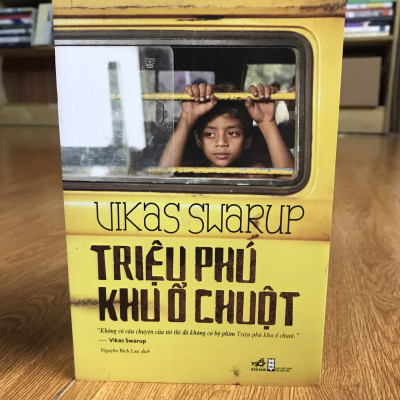 VIKAS SWARUP
TRIỆU PHÚ
KHU Ổ CHUỘT
"Không có câu chuyện của tôi thì đã không có bộ phim Triệu phú khu ổ chuột."
— Vikas Swarup
Nguyễn Bích Lan dịch